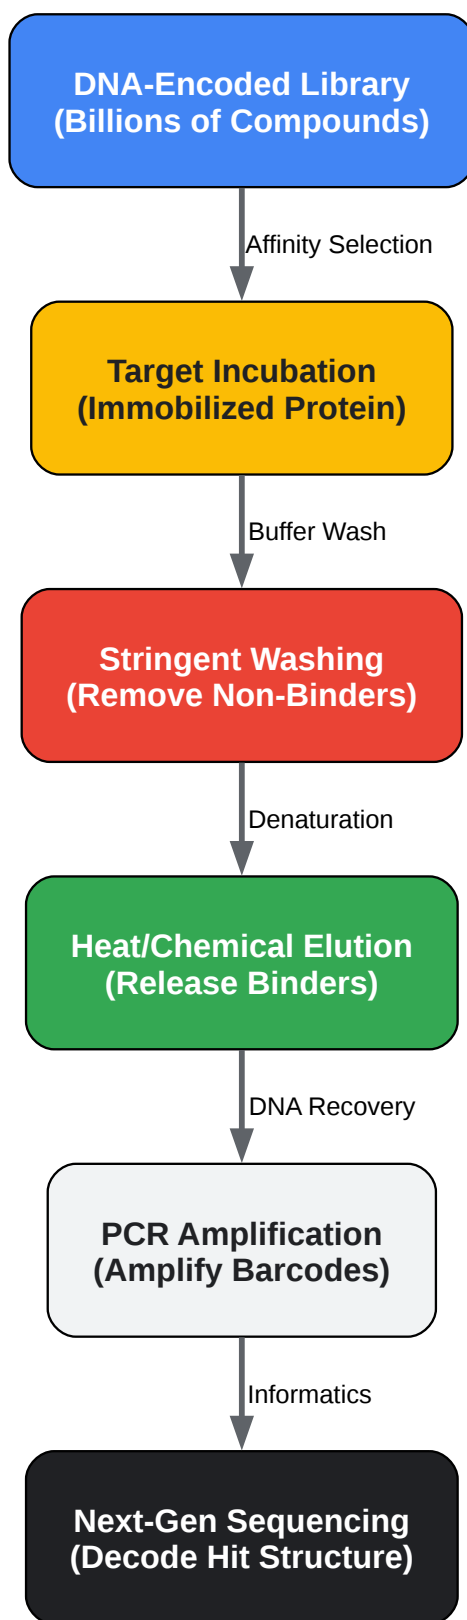 DNA-Encoded Library
(Billions of Compounds)
Affinity Selection
Target Incubation
(Immobilized Protein)
Buffer Wash
Stringent Washing
(Remove Non-Binders)
Denaturation
Heat/Chemical Elution
(Release Binders)
DNA Recovery
PCR Amplification
(Amplify Barcodes)
Informatics
Next-Gen Sequencing
(Decode Hit Structure)